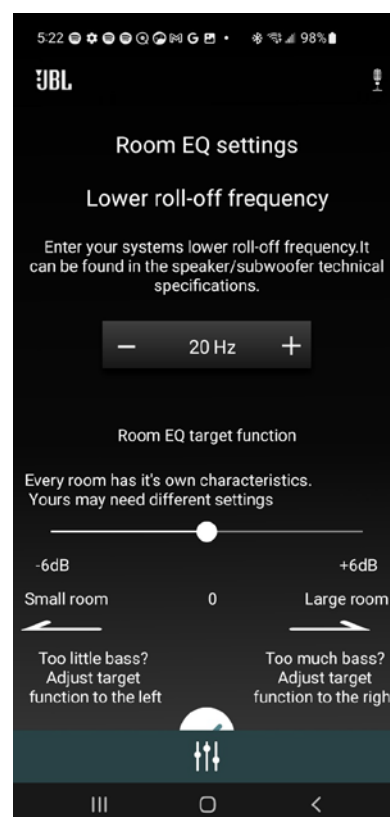 5:22 98%
JBL
Room EQ settings
Lower roll-off frequency
Enter your systems lower roll-off frequency.It
can be found in the speaker/subwoofer technical
specifications.
− 20 Hz +
Room EQ target function
Every room has it's own characteristics.
Yours may need different settings
-6dB +6dB
Small room 0 Large room
Too little bass? Too much bass?
Adjust target Adjust target
function to the left function to the righ